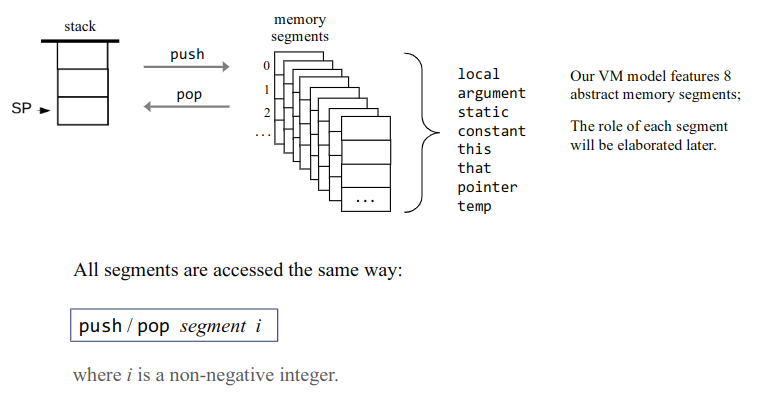 stack
memory
segments
push
pop
SP
0
1
2
...
...
local
argument
static
constant
this
that
pointer
temp
Our VM model features 8
abstract memory segments;
The role of each segment
will be elaborated later.
All segments are accessed the same way:
push / pop segment i
where i is a non-negative integer.